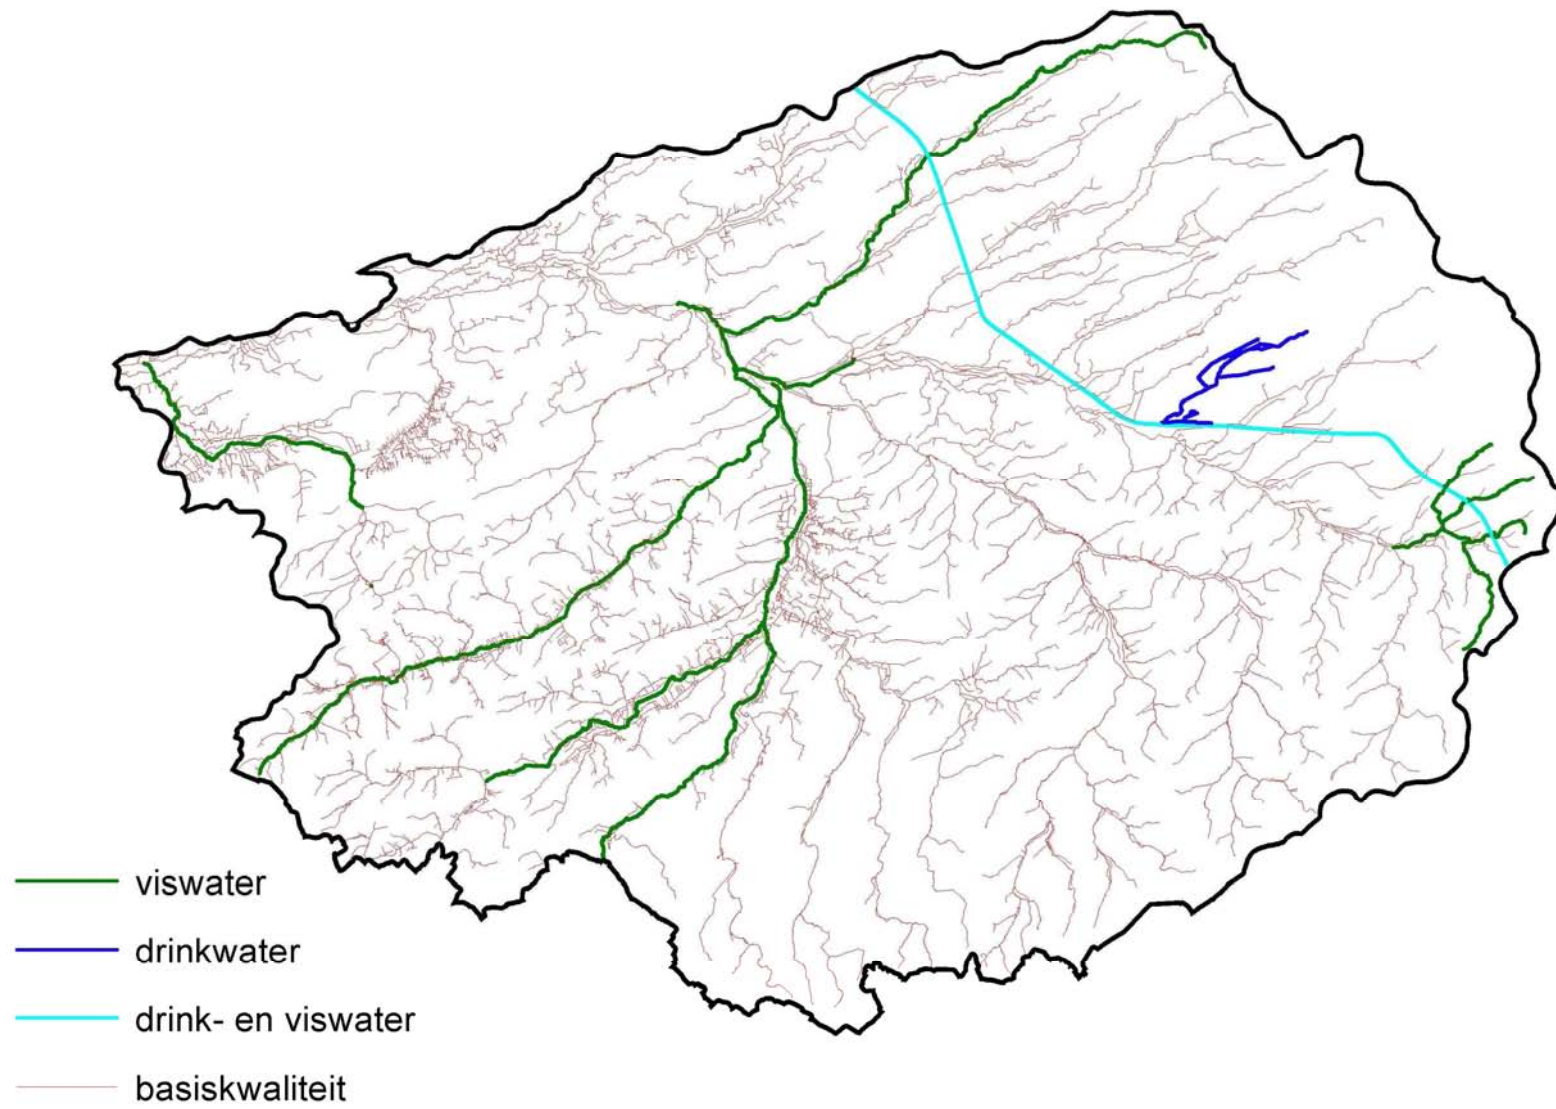 viswater
drinkwater
drink- en viswater
basiskwaliteit